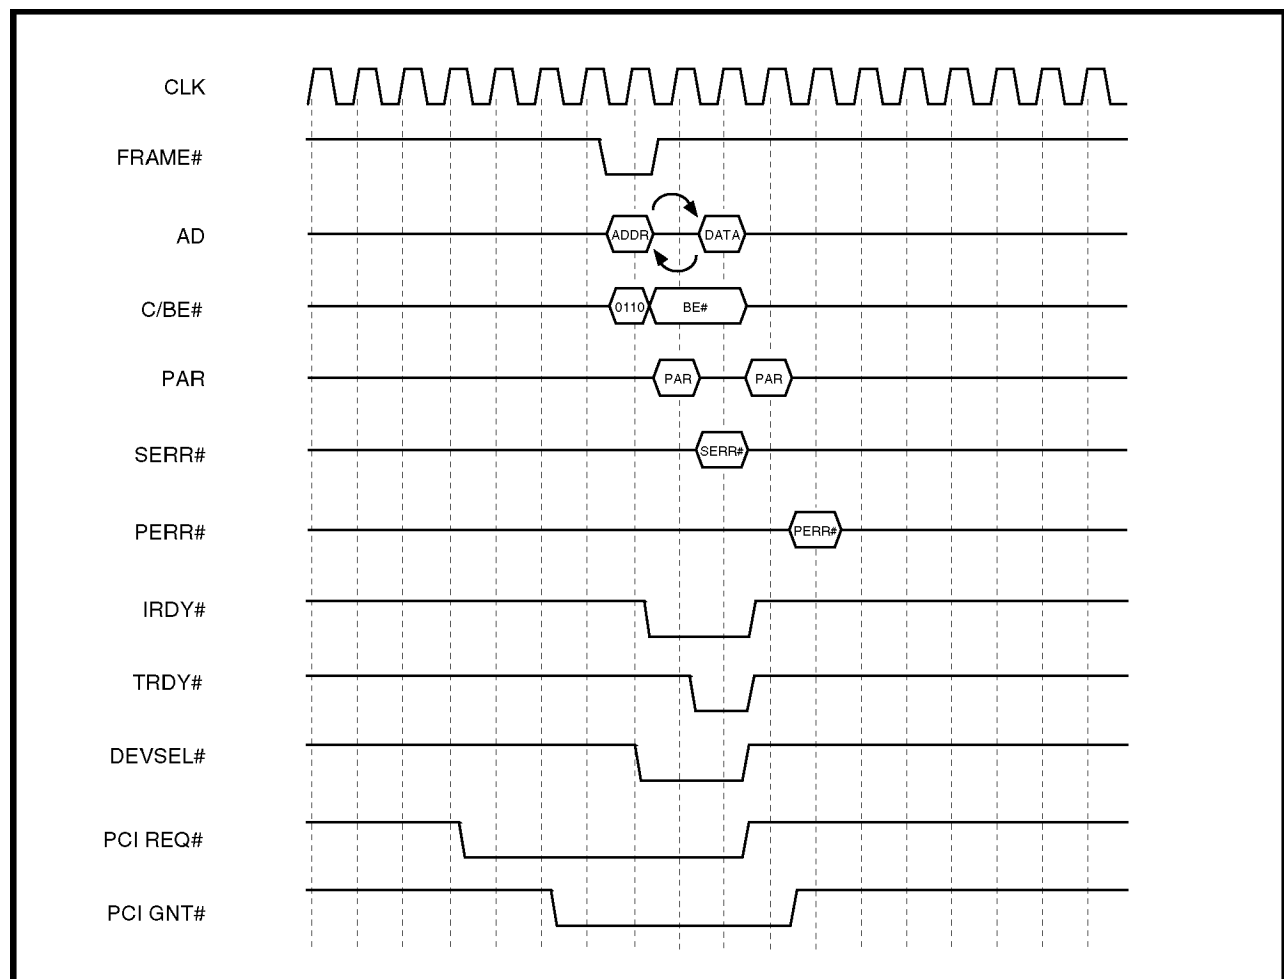 CLK
FRAME#
AD ADDR DATA
C/BE# 0110 BE#
PAR PAR PAR
SERR# SERR#
PERR# PERR#
IRDY#
TRDY#
DEVSEL#
PCI REQ#
PCI GNT#